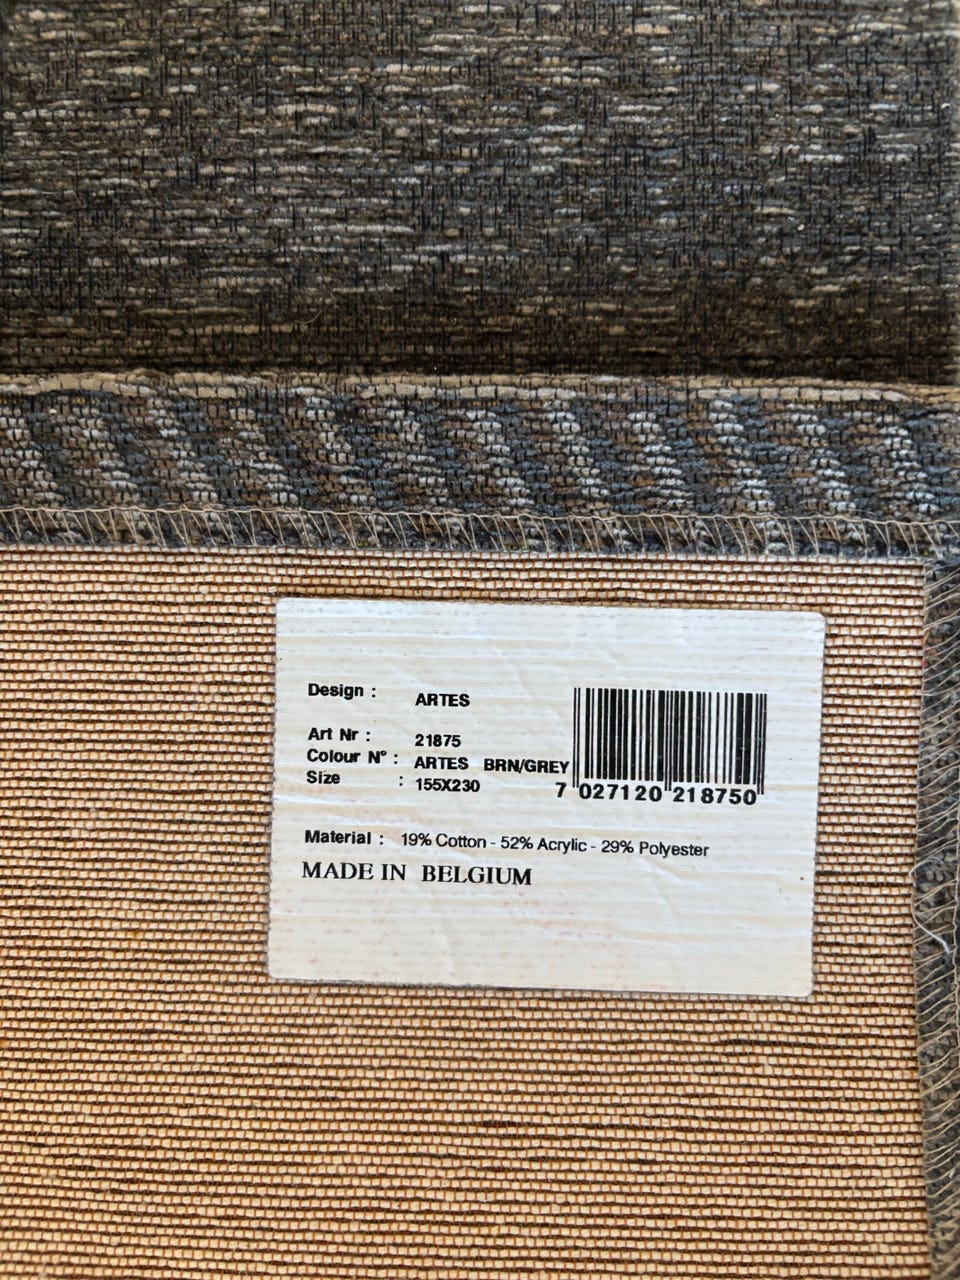 Design : ARTES
Art Nr : 21875
Colour N° : ARTES BRN/GREY
Size : 155X230
7 027120 218750
Material : 19% Cotton - 52% Acrylic - 29% Polyester
MADE IN BELGIUM